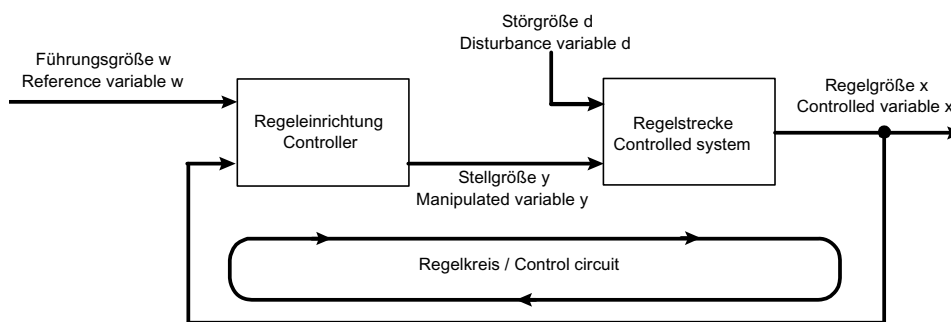 Führungsgröße w
Reference variable w
Störgröße d
Disturbance variable d
Regeleinrichtung
Controller
Stellgröße y
Manipulated variable y
Regelstrecke
Controlled system
Regelgröße x
Controlled variable x
Regelkreis / Control circuit